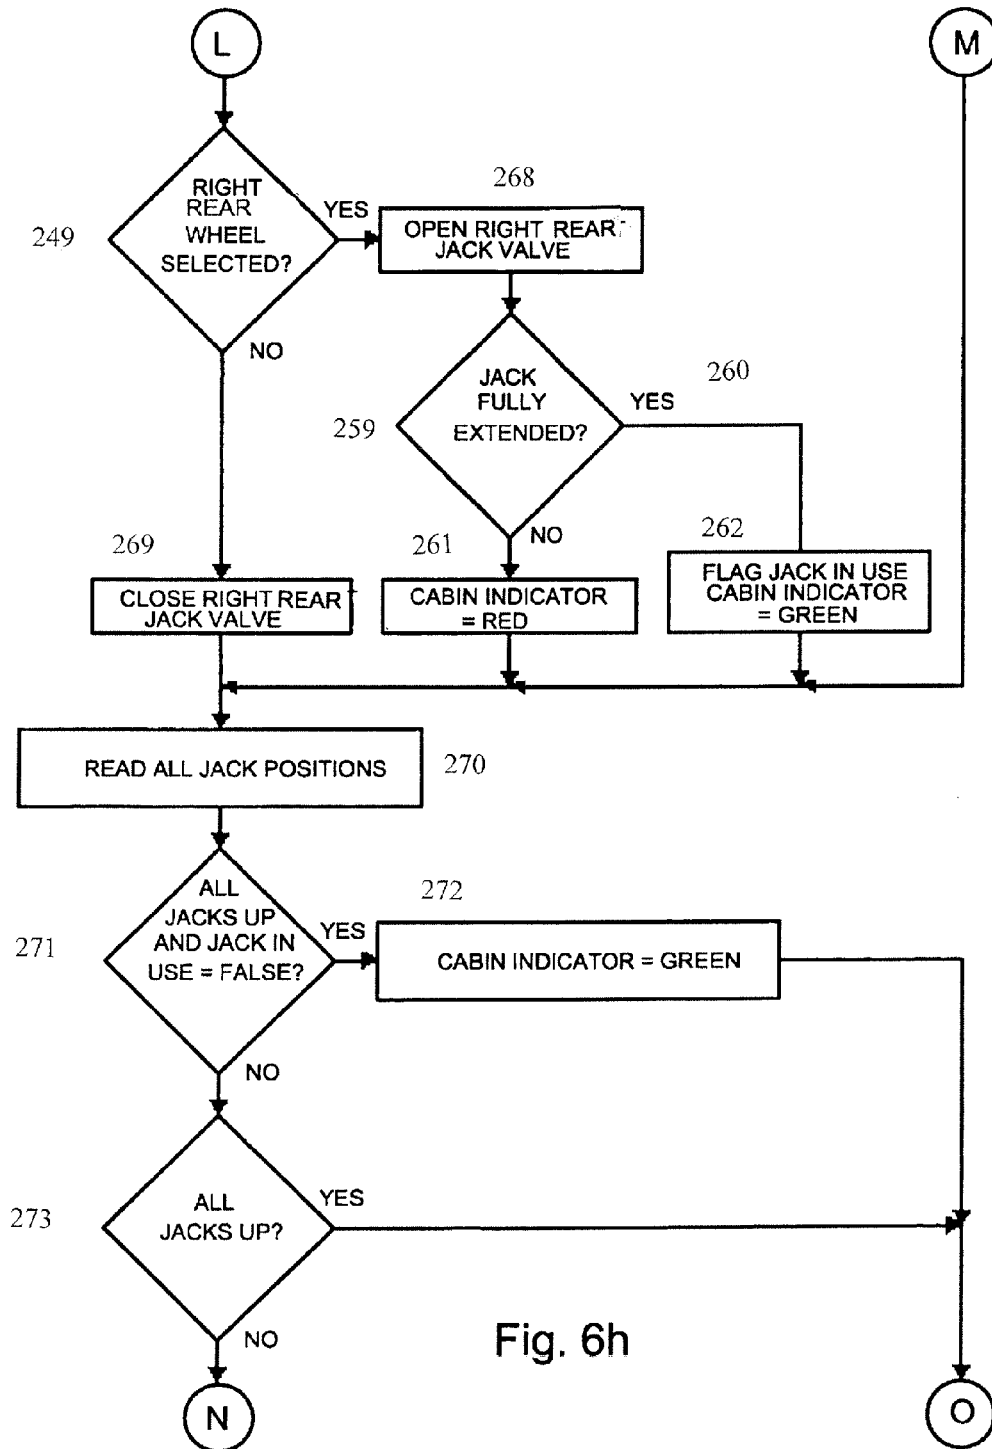 L
M
249
RIGHT
REAR
WHEEL
SELECTED?
YES
NO
268
OPEN RIGHT REAR
JACK VALVE
259
JACK
FULLY
EXTENDED?
YES
260
NO
269
CLOSE RIGHT REAR
JACK VALVE
261
CABIN INDICATOR
= RED
262
FLAG JACK IN USE
CABIN INDICATOR
= GREEN
READ ALL JACK POSITIONS
270
271
ALL
JACKS UP
AND JACK IN
USE = FALSE?
YES
NO
272
CABIN INDICATOR = GREEN
273
ALL
JACKS UP?
YES
NO
Fig. 6h
N
O